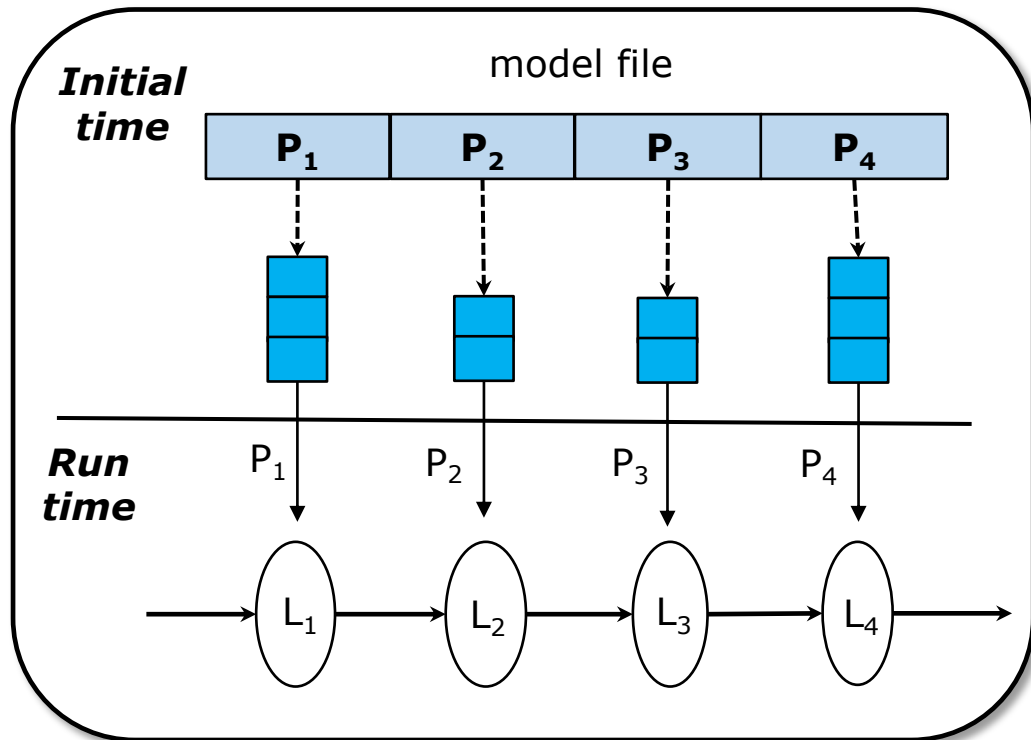 model file
Initial
time
P₁ P₂ P₃ P₄
Run
time
P₁ P₂ P₃ P₄
L₁ L₂ L₃ L₄